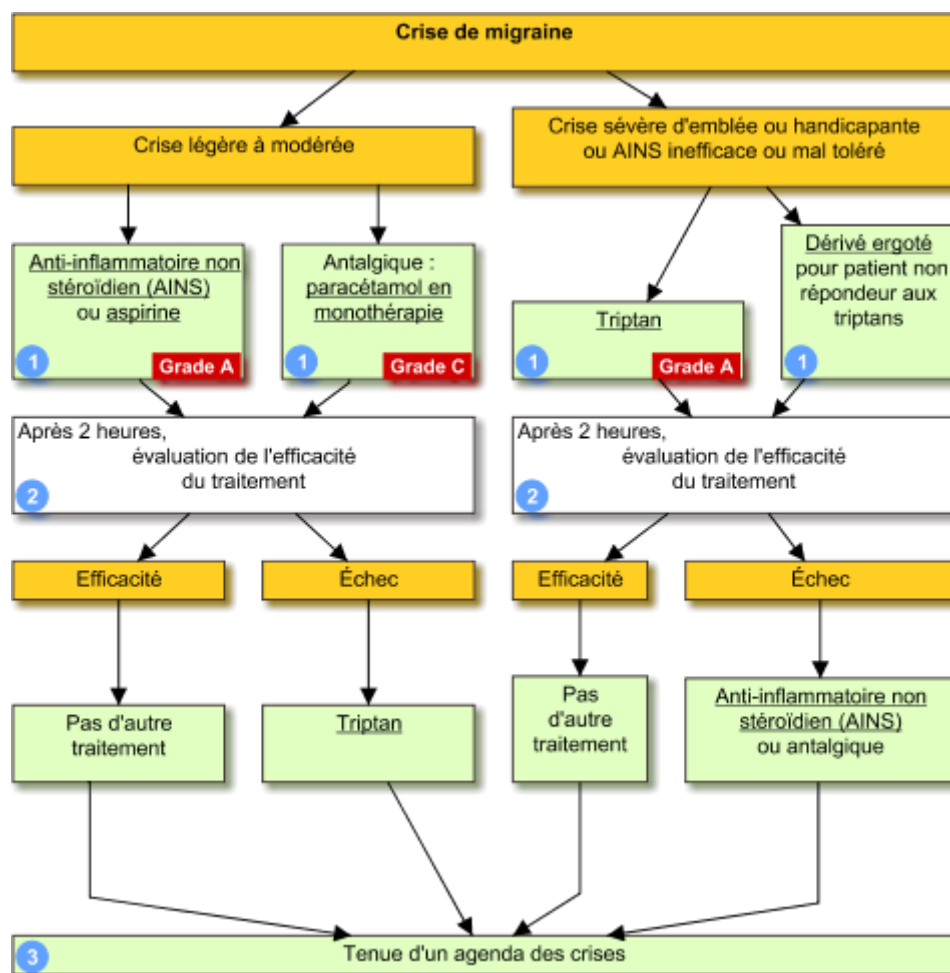 Crise de migraine
Crise légère à modérée
Crise sévère d'emblée ou handicapante
ou AINS inefficace ou mal toléré
Anti-inflammatoire non
stéroïdien (AINS)
ou aspirine
1
Grade A
Antalgique :
paracétamol en
monothérapie
1
Grade C
Triptan
1
Grade A
Dérivé ergoté
pour patient non
répondeur aux
triptans
1
Après 2 heures,
évaluation de l'efficacité
du traitement
2
Après 2 heures,
évaluation de l'efficacité
du traitement
2
Efficacité
Échec
Efficacité
Échec
Pas d'autre
traitement
Triptan
Pas
d'autre
traitement
Anti-inflammatoire non
stéroïdien (AINS)
ou antalgique
3
Tenue d'un agenda des crises